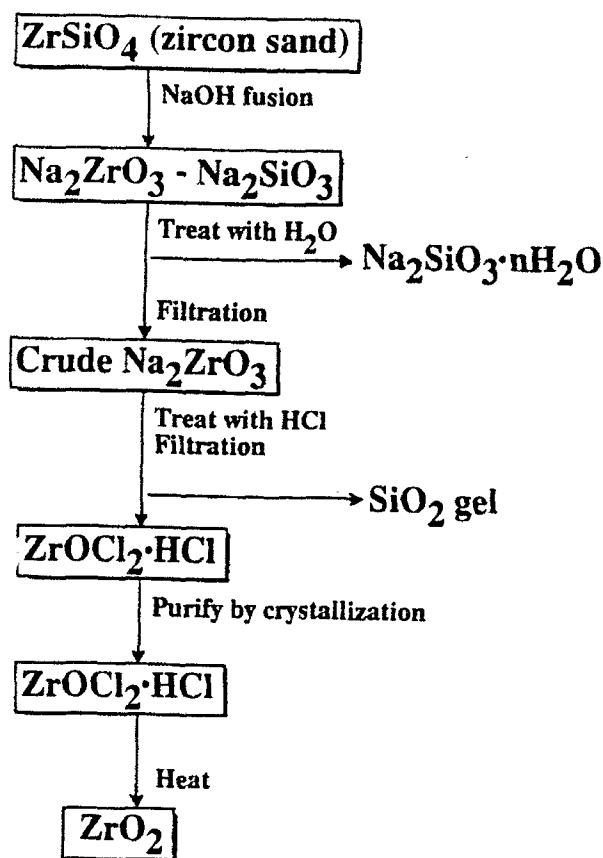 ZrSiO4 (zircon sand)
NaOH fusion
Na2ZrO3 - Na2SiO3
Treat with H2O
Na2SiO3·nH2O
Filtration
Crude Na2ZrO3
Treat with HCl
Filtration
SiO2 gel
ZrOCl2·HCl
Purify by crystallization
ZrOCl2·HCl
Heat
ZrO2